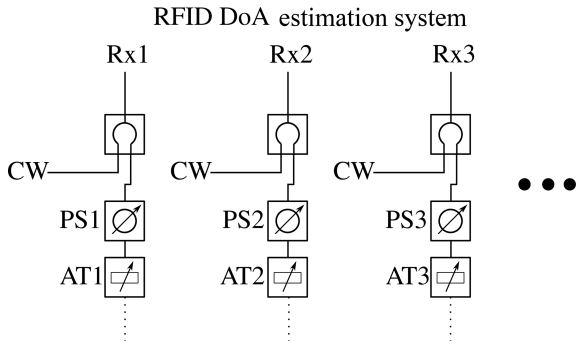 RFID DoA estimation system
Rx1 Rx2 Rx3
CW CW CW
PS1 PS2 PS3
AT1 AT2 AT3